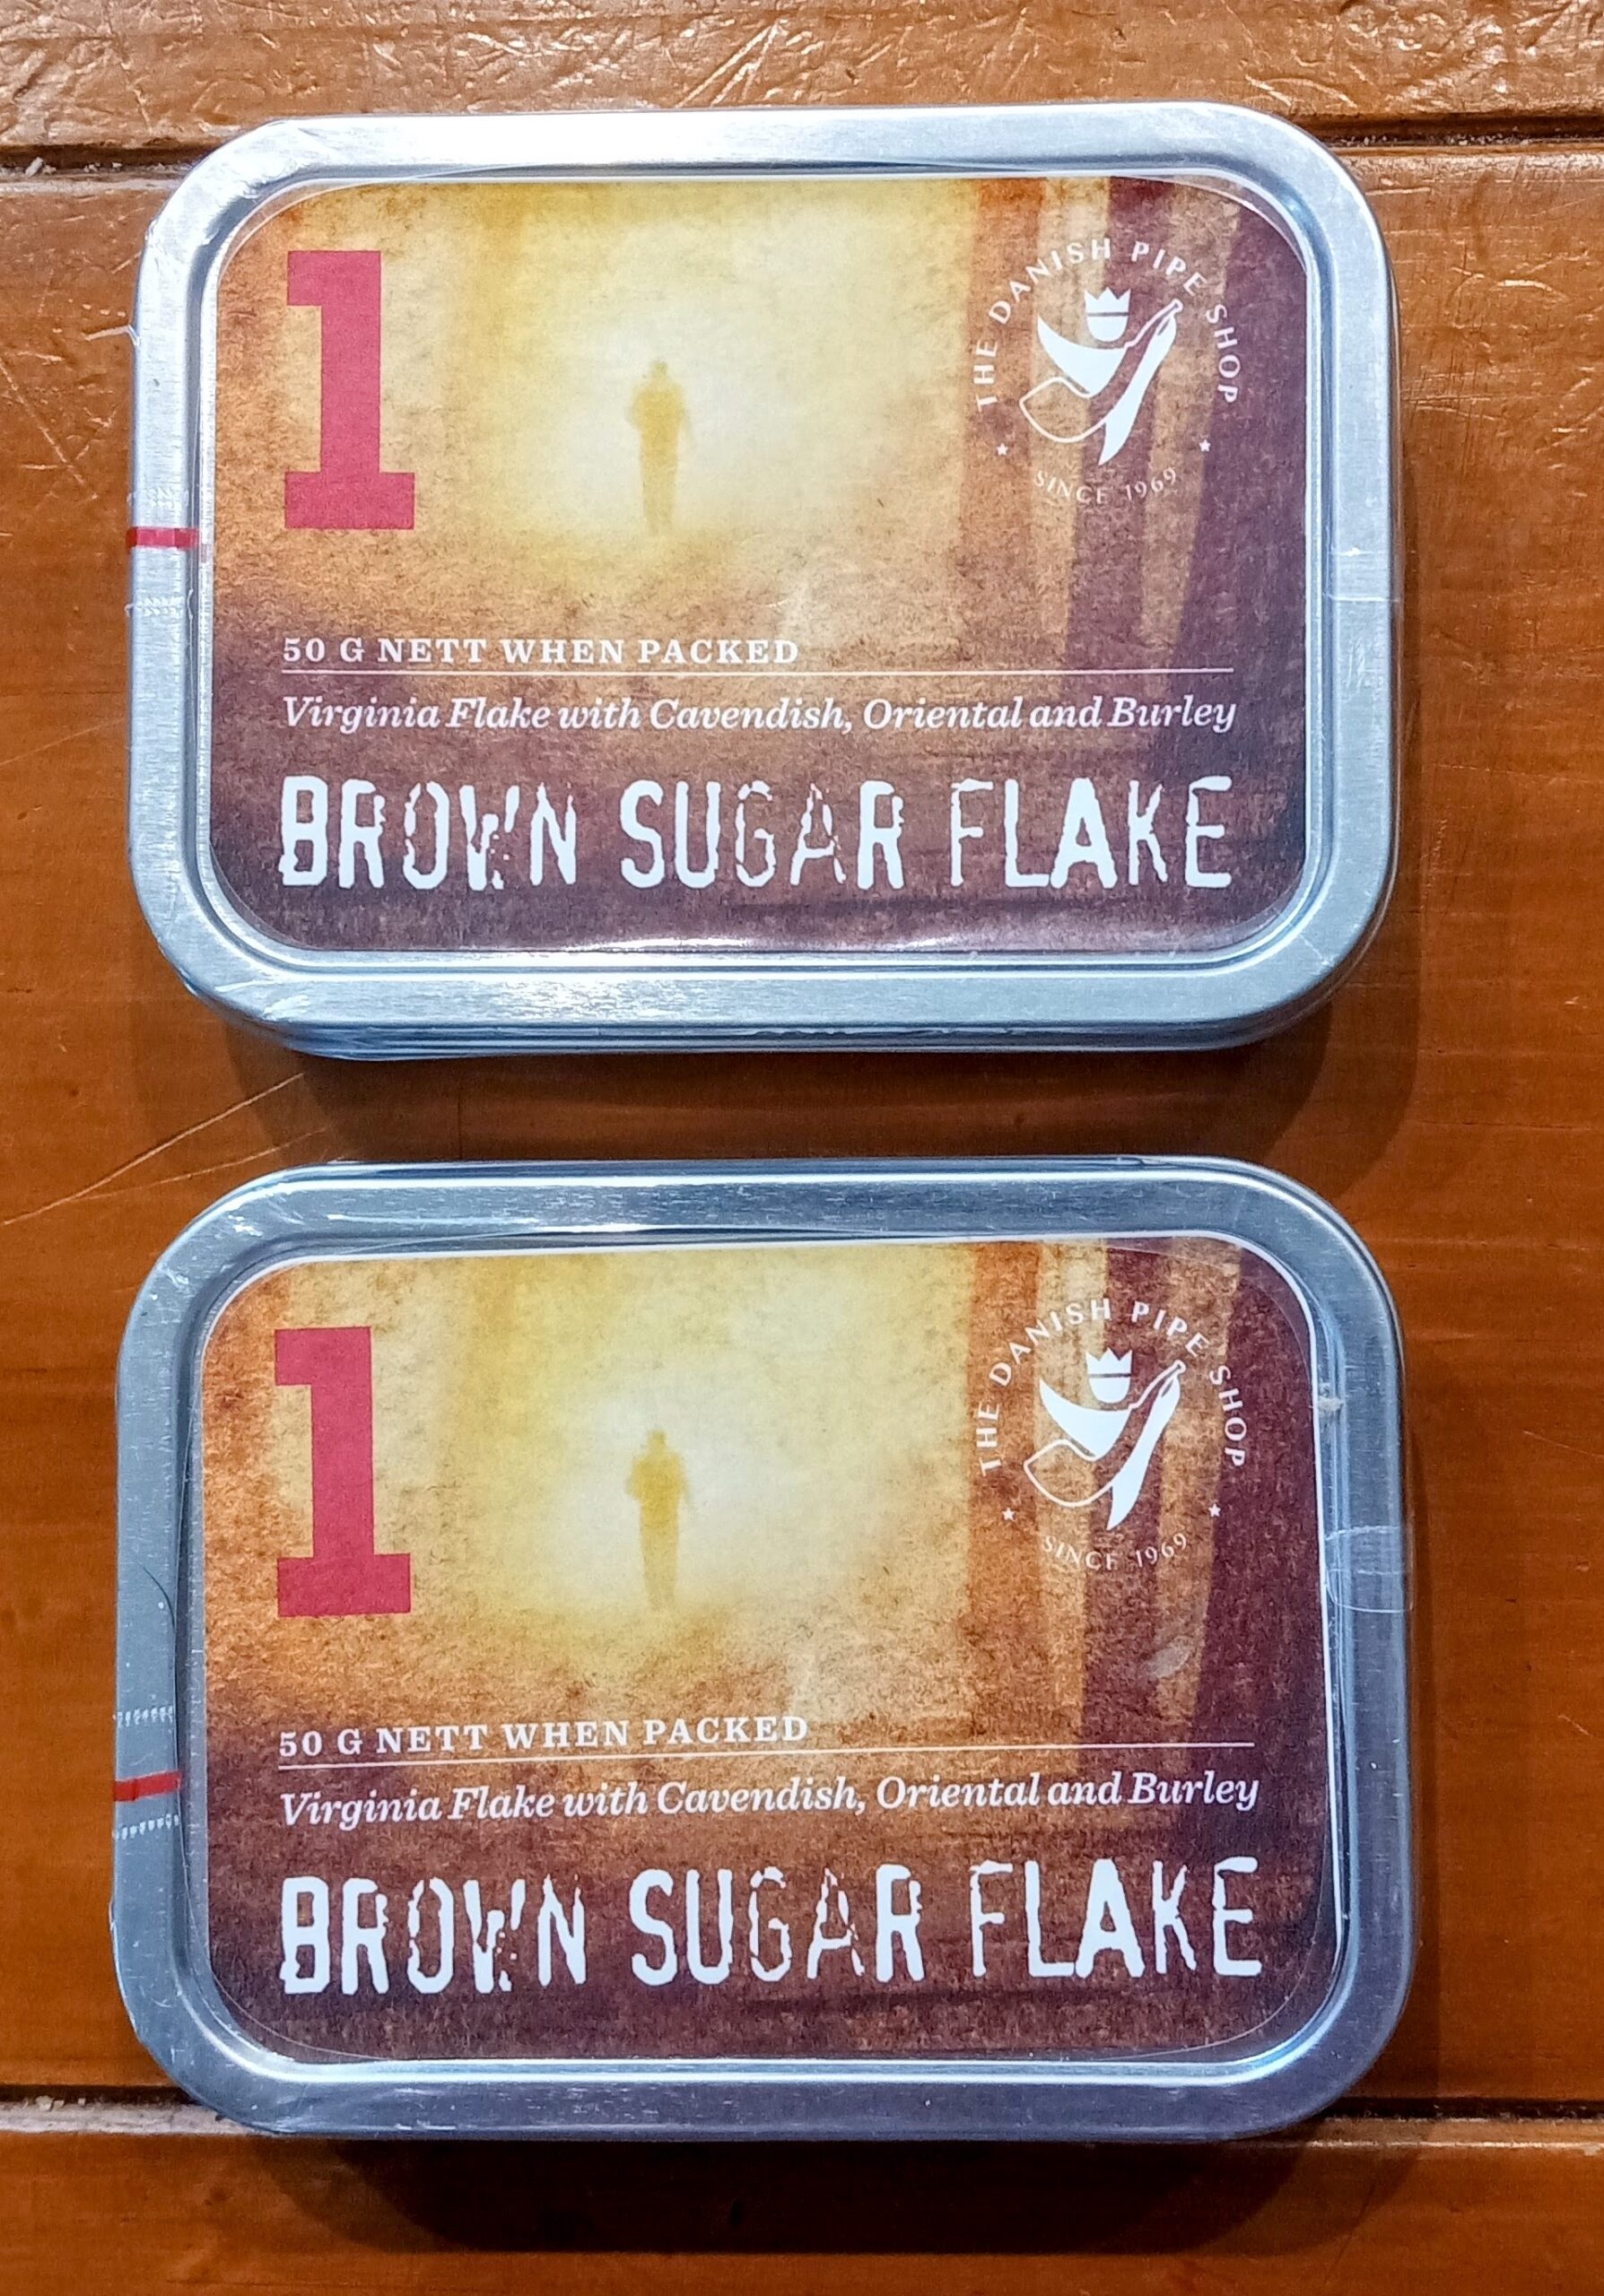 1
THE DANISH PIPE SHOP
SINCE 1969
50 G NETT WHEN PACKED
Virginia Flake with Cavendish, Oriental and Burley
BROWN SUGAR FLAKE
1
THE DANISH PIPE SHOP
SINCE 1969
50 G NETT WHEN PACKED
Virginia Flake with Cavendish, Oriental and Burley
BROWN SUGAR FLAKE